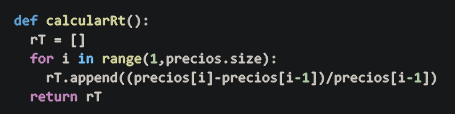 def calcularRt():
  rT = []
  for i in range(1,precios.size):
    rT.append((precios[i]-precios[i-1])/precios[i-1])
  return rT